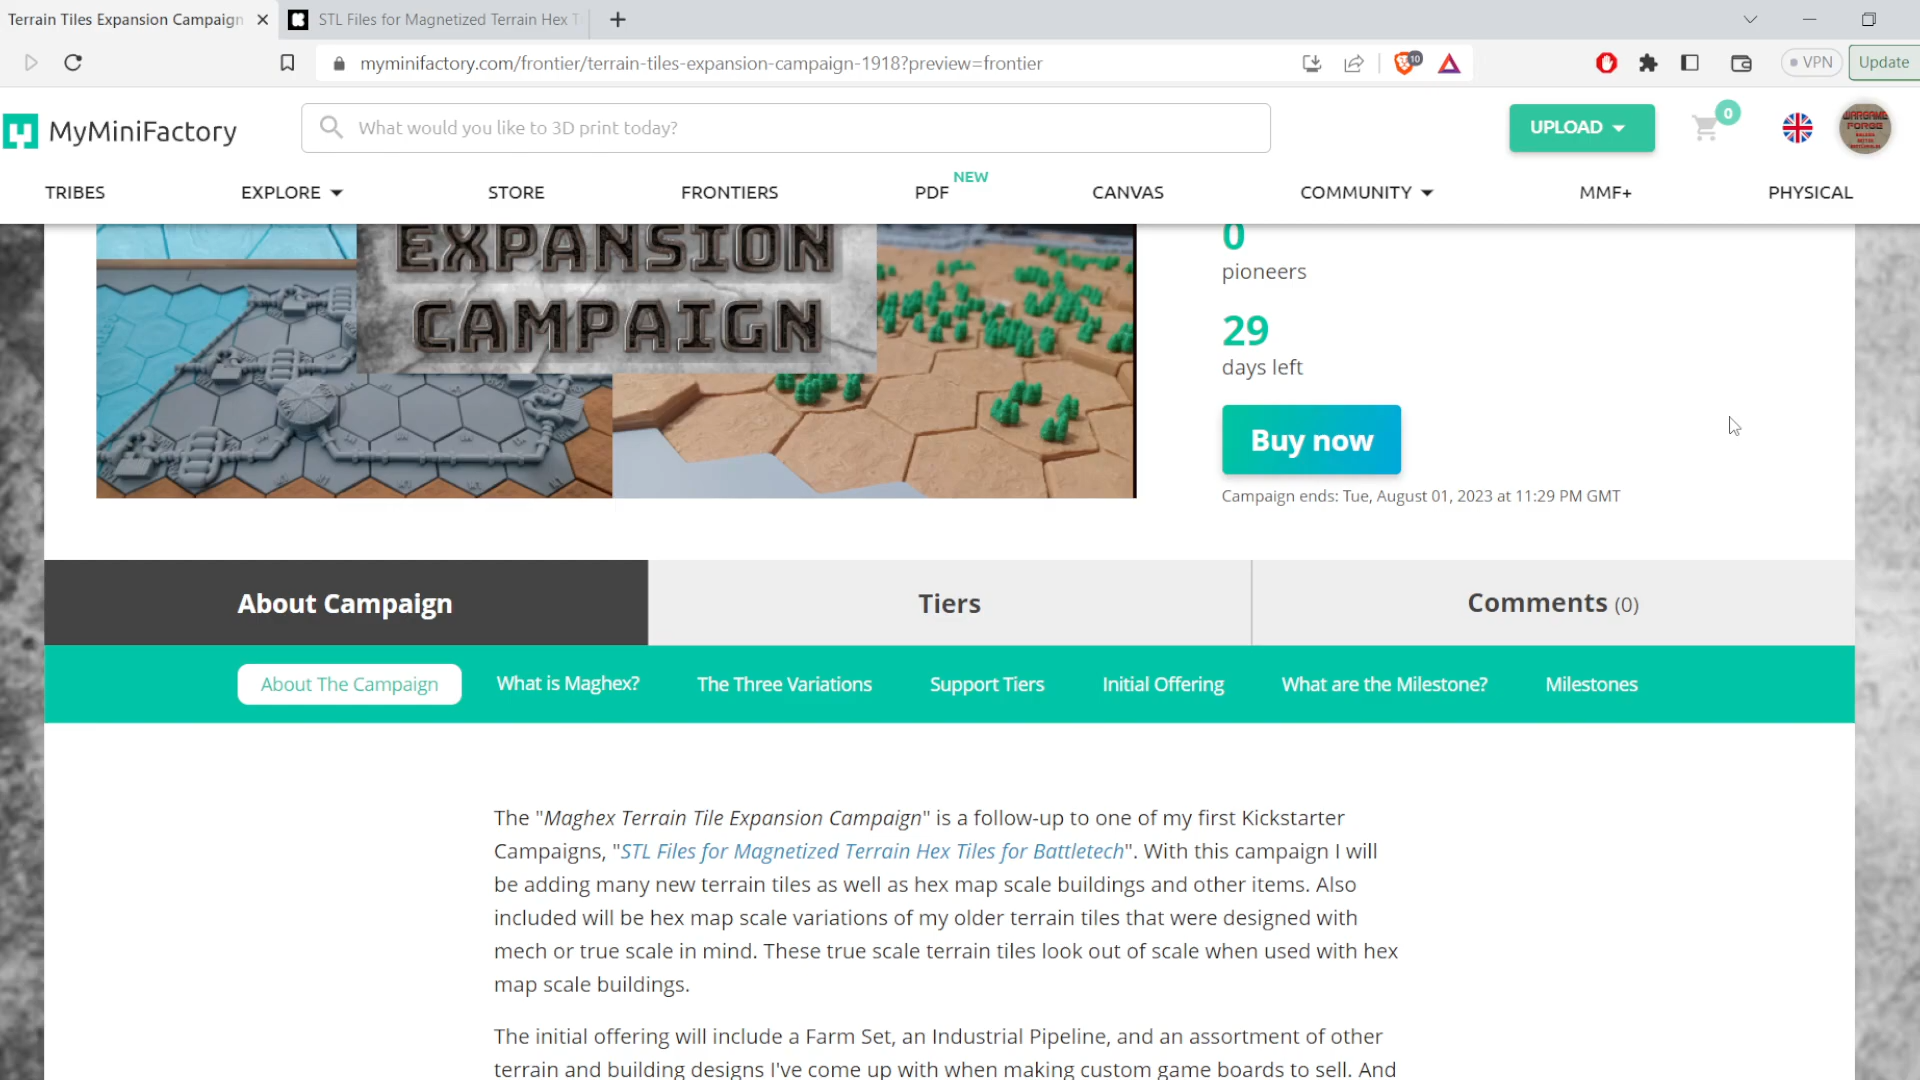 Terrain Tiles Expansion Campaign
STL Files for Magnetized Terrain Hex T
myminifactory.com/frontier/terrain-tiles-expansion-campaign-1918?preview=frontier
10
VPN
Update
MyMiniFactory
What would you like to 3D print today?
UPLOAD
0
WARGAME
FORGE
TRIBES
EXPLORE
STORE
FRONTIERS
PDF
NEW
CANVAS
COMMUNITY
MMF+
PHYSICAL
EXPANSION
CAMPAIGN
0
pioneers
29
days left
Buy now
Campaign ends: Tue, August 01, 2023 at 11:29 PM GMT
About Campaign
Tiers
Comments (0)
About The Campaign
What is Maghex?
The Three Variations
Support Tiers
Initial Offering
What are the Milestone?
Milestones
The "Maghex Terrain Tile Expansion Campaign" is a follow-up to one of my first Kickstarter
Campaigns, "STL Files for Magnetized Terrain Hex Tiles for Battletech". With this campaign I will
be adding many new terrain tiles as well as hex map scale buildings and other items. Also
included will be hex map scale variations of my older terrain tiles that were designed with
mech or true scale in mind. These true scale terrain tiles look out of scale when used with hex
map scale buildings.
The initial offering will include a Farm Set, an Industrial Pipeline, and an assortment of other
terrain and building designs I've come up with when making custom game boards to sell. And